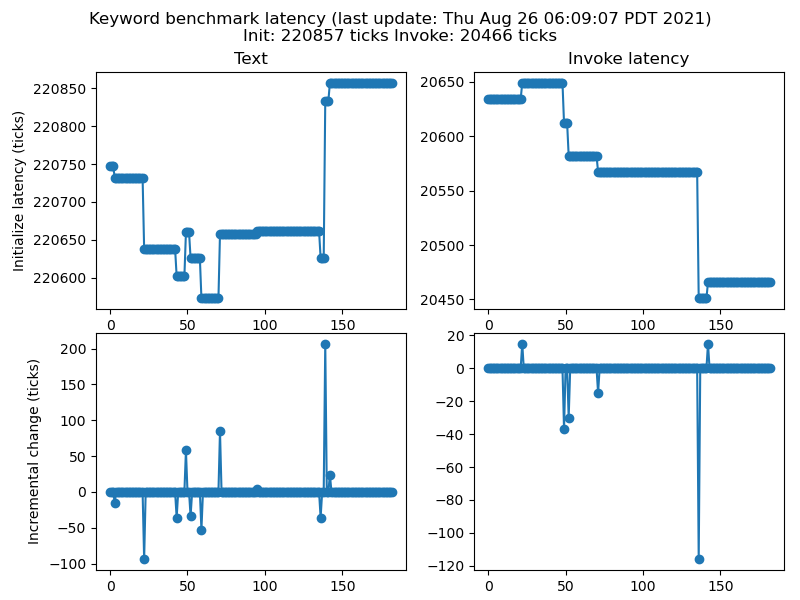 Keyword benchmark latency (last update: Thu Aug 26 06:09:07 PDT 2021)
Init: 220857 ticks Invoke: 20466 ticks
Text
Initialize latency (ticks)
220850
220800
220750
220700
220650
220600
0 50 100 150
Invoke latency
20650
20600
20550
20500
20450
0 50 100 150
Incremental change (ticks)
200
150
100
50
0
−50
−100
0 50 100 150
20
0
−20
−40
−60
−80
−100
−120
0 50 100 150